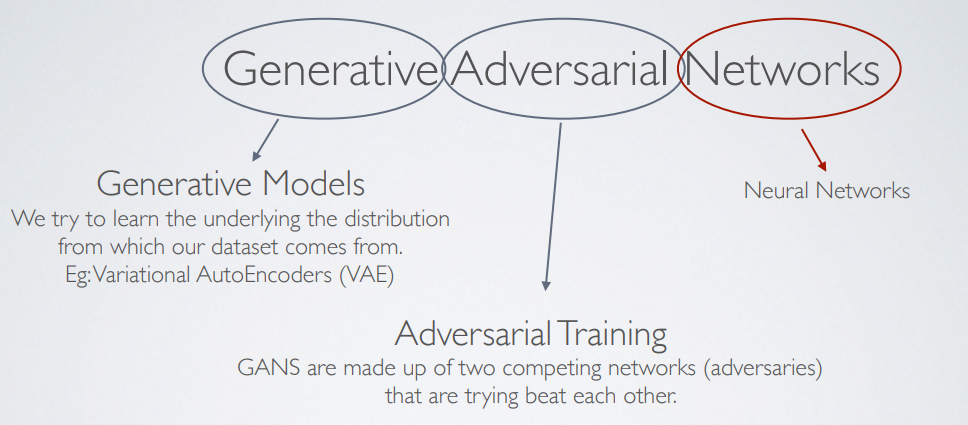 Generative Adversarial Networks
Generative Models
We try to learn the underlying the distribution
from which our dataset comes from.
Eg: Variational AutoEncoders (VAE)
Neural Networks
Adversarial Training
GANS are made up of two competing networks (adversaries)
that are trying beat each other.